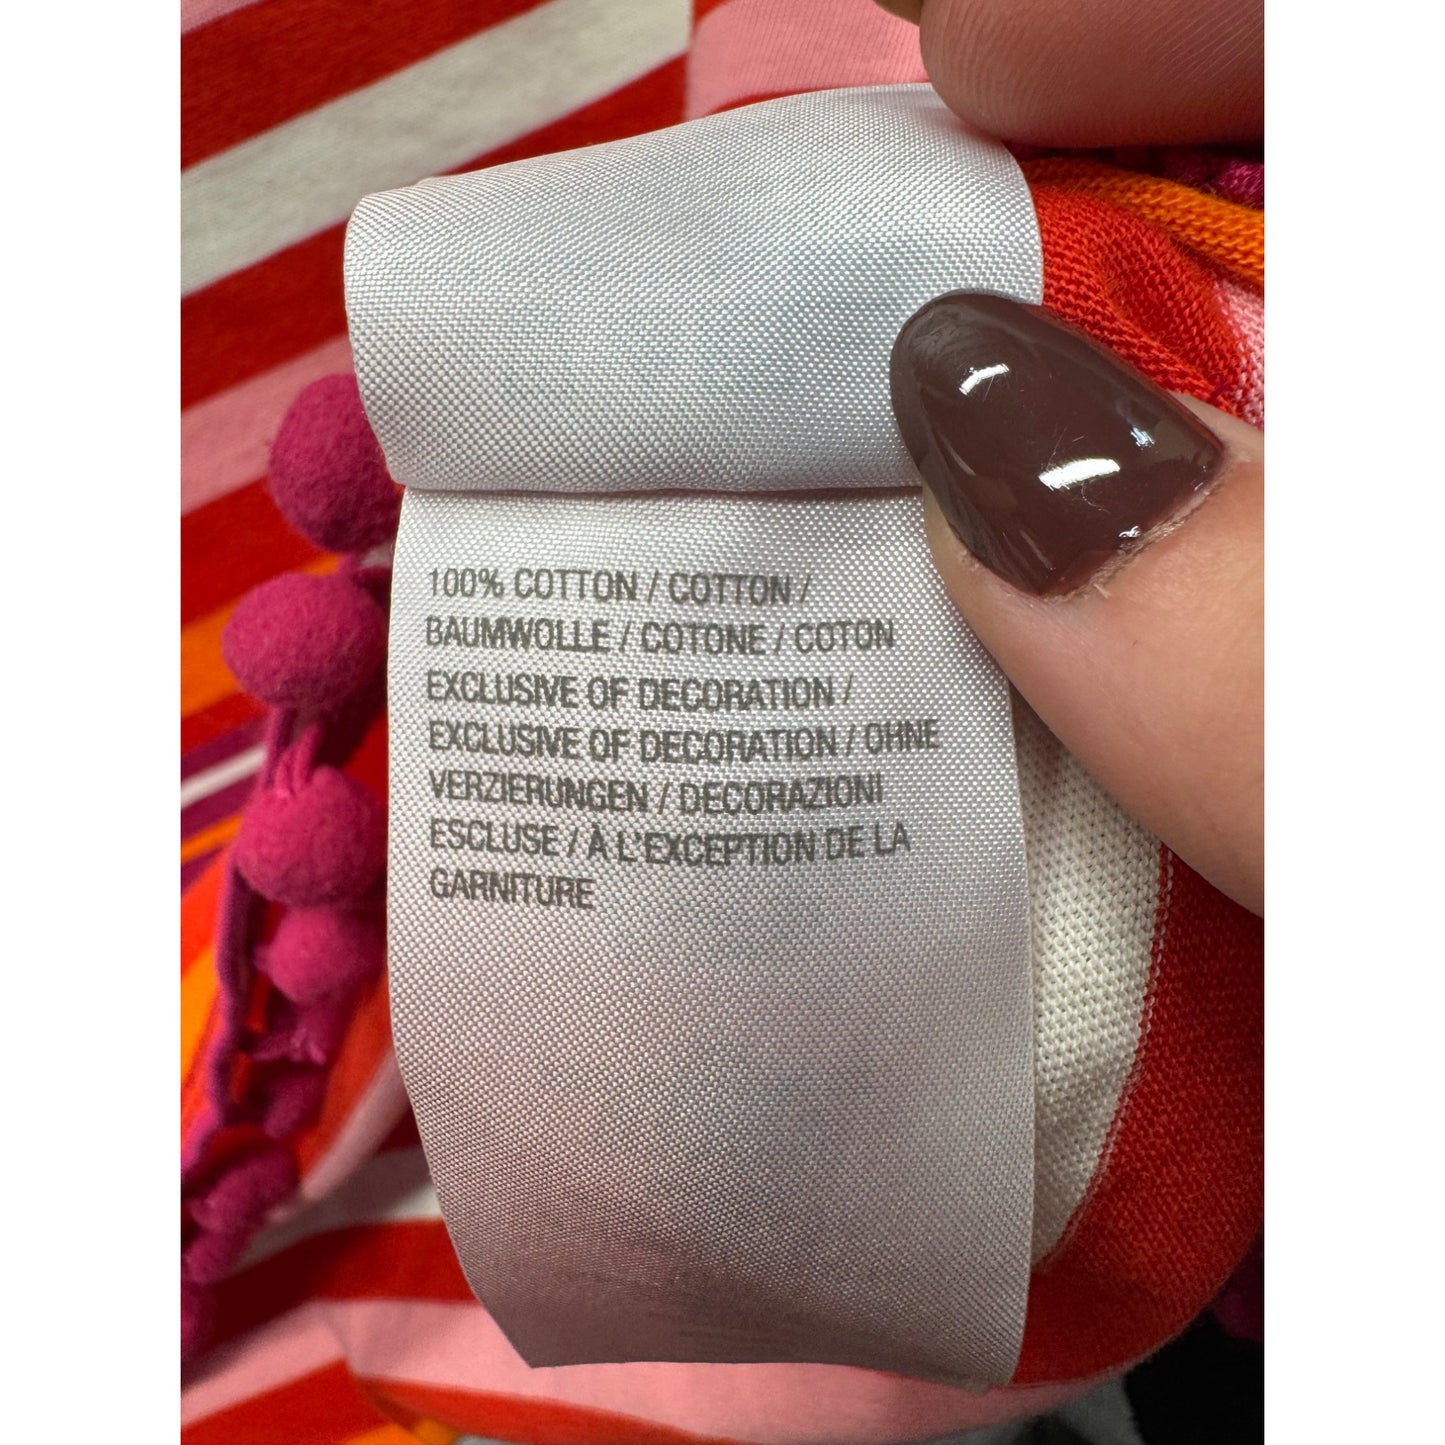 100% COTTON / COTTON /
BAUMWOLLE / COTONE / COTON
EXCLUSIVE OF DECORATION /
EXCLUSIVE OF DECORATION / OHNE
VERZIERUNGEN / DECORAZIONI
ESCLUSE / À L'EXCEPTION DE LA
GARNITURE